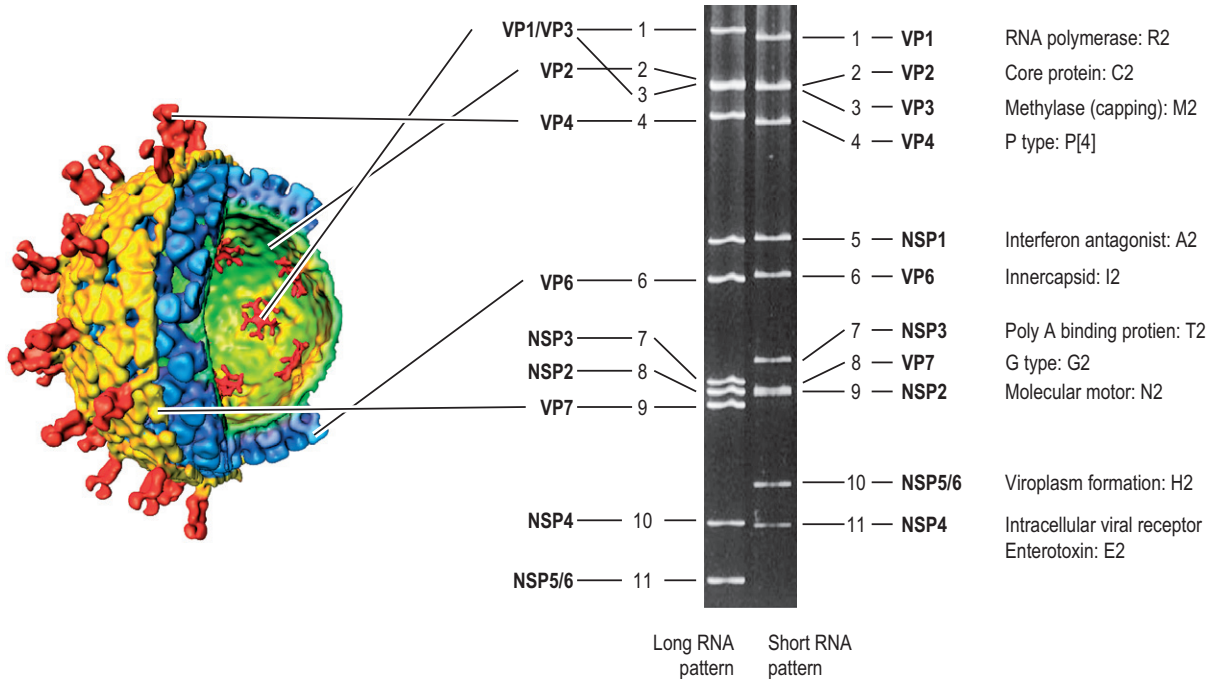 VP1/VP3 1
VP2 2
3
VP4 4
VP6 6
NSP3 7
NSP2 8
VP7 9
NSP4 10
NSP5/6 11
1 VP1 RNA polymerase: R2
2 VP2 Core protein: C2
3 VP3 Methylase (capping): M2
4 VP4 P type: P[4]
5 NSP1 Interferon antagonist: A2
6 VP6 Innercapsid: I2
7 NSP3 Poly A binding protien: T2
8 VP7 G type: G2
9 NSP2 Molecular motor: N2
10 NSP5/6 Viroplasm formation: H2
11 NSP4 Intracellular viral receptor
Enterotoxin: E2
Long RNA
pattern
Short RNA
pattern